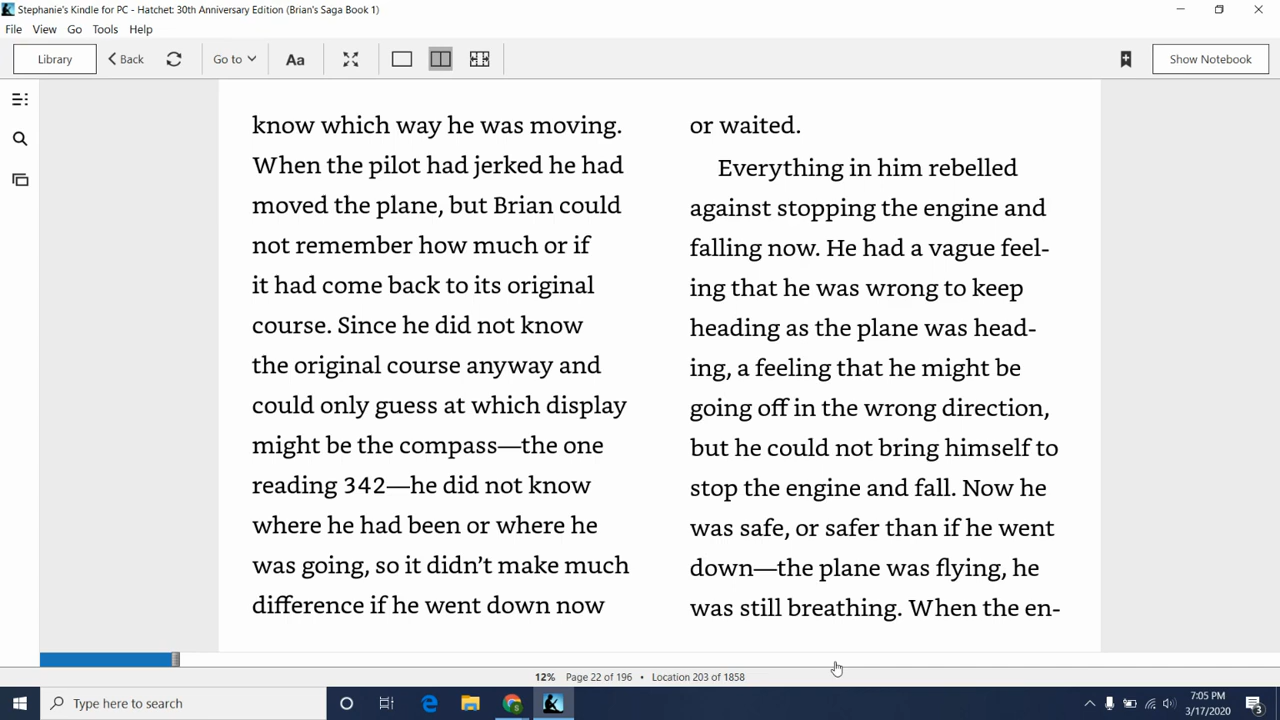 Stephanie's Kindle for PC - Hatchet: 30th Anniversary Edition (Brian's Saga Book 1)
File View Go Tools Help
Library Back Go to Aa Show Notebook
know which way he was moving.
When the pilot had jerked he had
moved the plane, but Brian could
not remember how much or if
it had come back to its original
course. Since he did not know
the original course anyway and
could only guess at which display
might be the compass—the one
reading 342—he did not know
where he had been or where he
was going, so it didn't make much
difference if he went down now
or waited.
Everything in him rebelled
against stopping the engine and
falling now. He had a vague feel-
ing that he was wrong to keep
heading as the plane was head-
ing, a feeling that he might be
going off in the wrong direction,
but he could not bring himself to
stop the engine and fall. Now he
was safe, or safer than if he went
down—the plane was flying, he
was still breathing. When the en-
12% Page 22 of 196 Location 203 of 1858
Type here to search
7:05 PM
3/17/2020
3